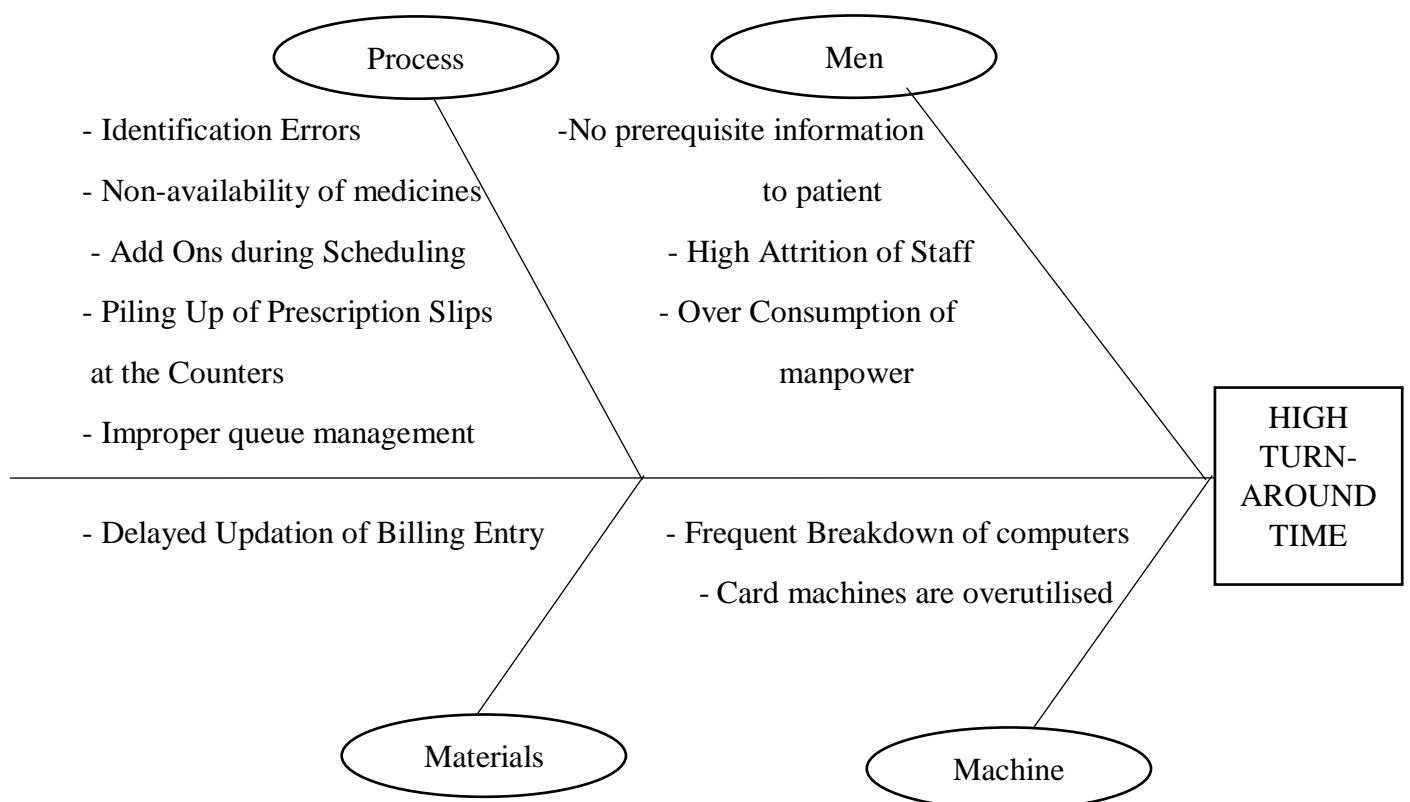 Process
- Identification Errors
- Non-availability of medicines
- Add Ons during Scheduling
- Piling Up of Prescription Slips
at the Counters
- Improper queue management
Men
-No prerequisite information
to patient
- High Attrition of Staff
- Over Consumption of
manpower
HIGH
TURN-
AROUND
TIME
- Delayed Updation of Billing Entry
Materials
- Frequent Breakdown of computers
- Card machines are overutilised
Machine